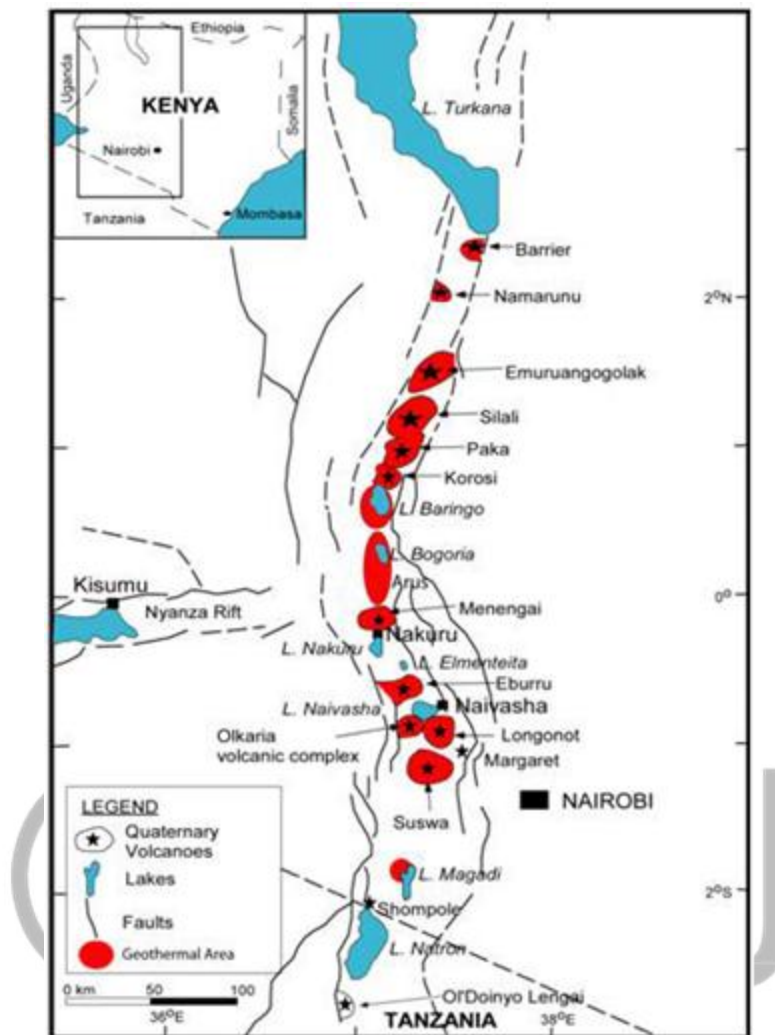 Ethiopia
Uganda
KENYA
Somalia
Nairobi
Tanzania
Mombasa
L. Turkana
Barrier
Namarunu
2°N
Emuruangogolak
Silali
Paka
Korosi
L. Baringo
L. Bogoria
Arus
Kisumu
Nyanza Rift
0°
Menengai
Nakuru
L. Nakuru
L. Elmenteita
Eburru
L. Naivasha
Naivasha
Olkaria
volcanic complex
Longonot
Margaret
NAIROBI
Suswa
LEGEND
Quaternary
Volcanoes
Lakes
Faults
Geothermal Area
L. Magadi
2°S
Shompole
L. Natron
0 km 50 100
Ol'Doinyo Lengai
36°E
TANZANIA
38°E